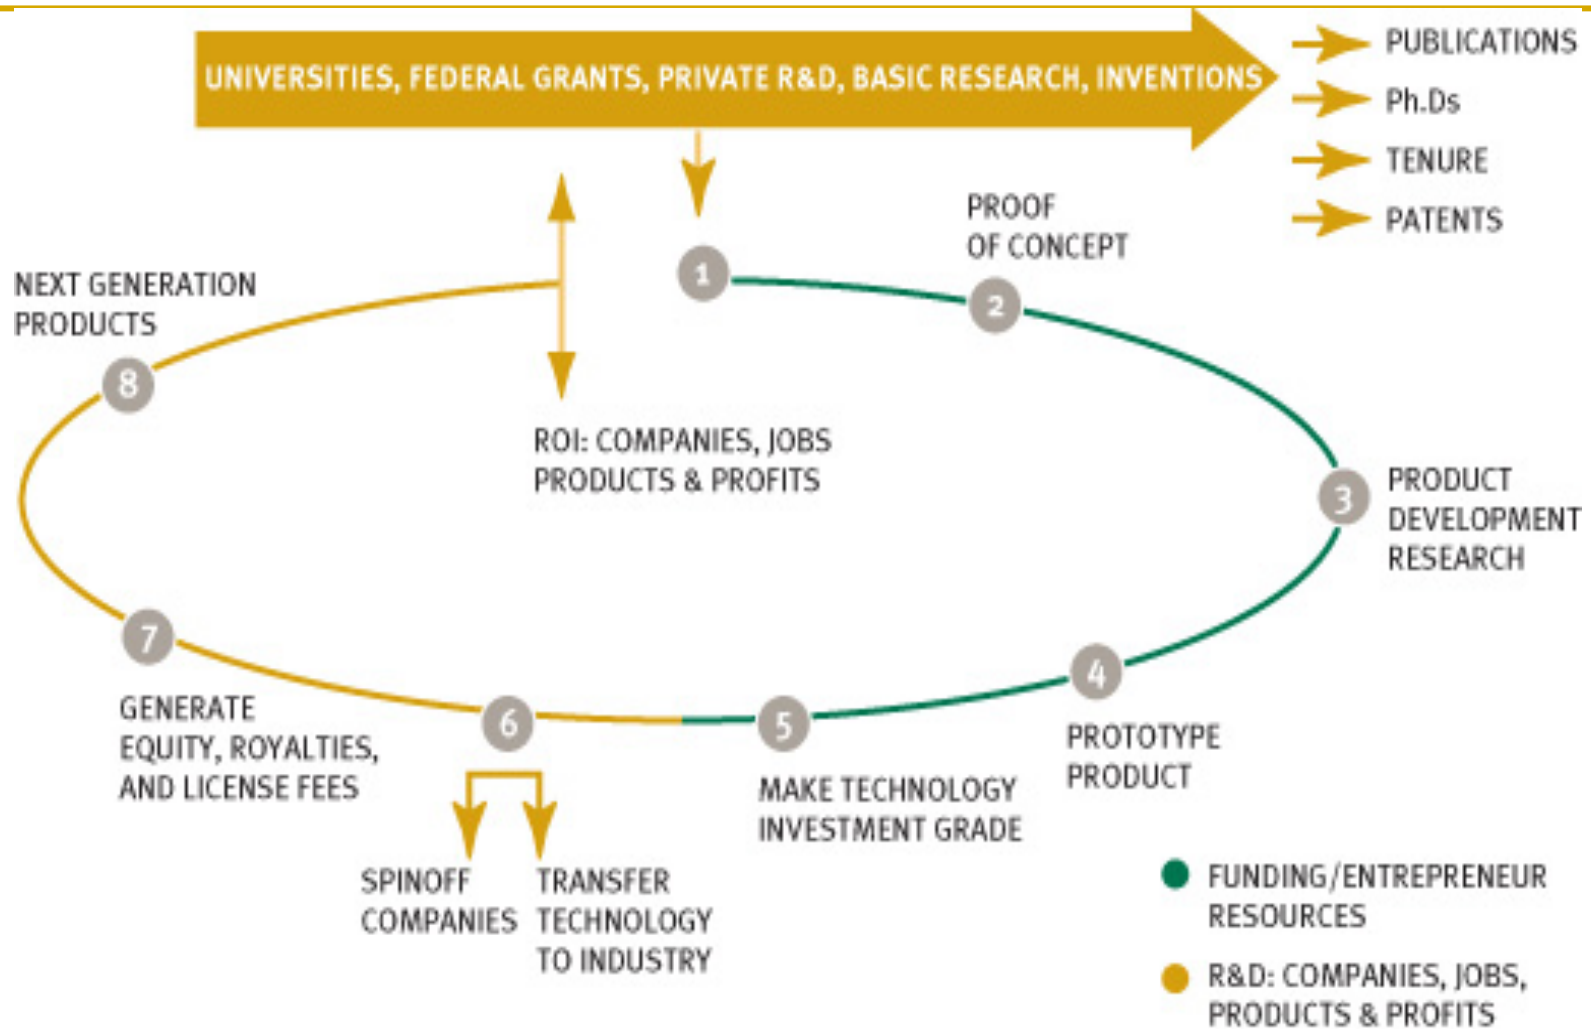 UNIVERSITIES, FEDERAL GRANTS, PRIVATE R&D, BASIC RESEARCH, INVENTIONS
PUBLICATIONS
Ph.Ds
TENURE
PATENTS
1
PROOF
OF CONCEPT
2
3
PRODUCT
DEVELOPMENT
RESEARCH
4
PROTOTYPE
PRODUCT
5
MAKE TECHNOLOGY
INVESTMENT GRADE
6
SPINOFF
COMPANIES
TRANSFER
TECHNOLOGY
TO INDUSTRY
7
GENERATE
EQUITY, ROYALTIES,
AND LICENSE FEES
NEXT GENERATION
PRODUCTS
8
ROI: COMPANIES, JOBS
PRODUCTS & PROFITS
FUNDING/ENTREPRENEUR
RESOURCES
R&D: COMPANIES, JOBS,
PRODUCTS & PROFITS